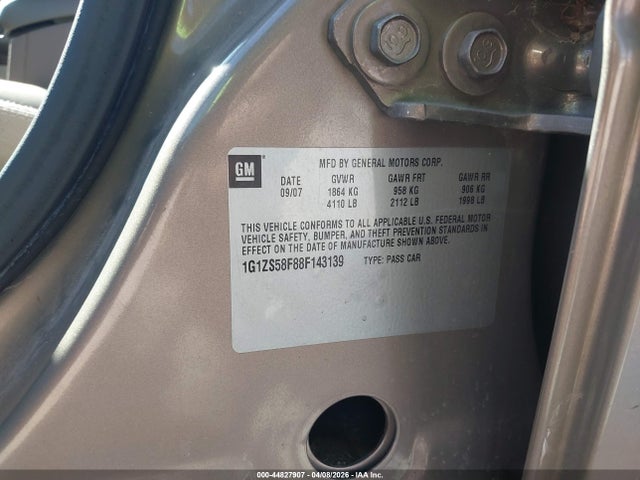 GM
MFD BY GENERAL MOTORS CORP.
DATE GVWR GAWR FRT GAWR RR
09/07 1864 KG 958 KG 906 KG
4110 LB 2112 LB 1998 LB
THIS VEHICLE CONFORMS TO ALL APPLICABLE U.S. FEDERAL MOTOR
VEHICLE SAFETY, BUMPER, AND THEFT PREVENTION STANDARDS IN
EFFECT ON THE DATE OF MANUFACTURE SHOWN ABOVE.
1G1ZS58F88F143139 TYPE: PASS CAR
000-44827907 - 04/08/2026 - IAA Inc. (SEL)